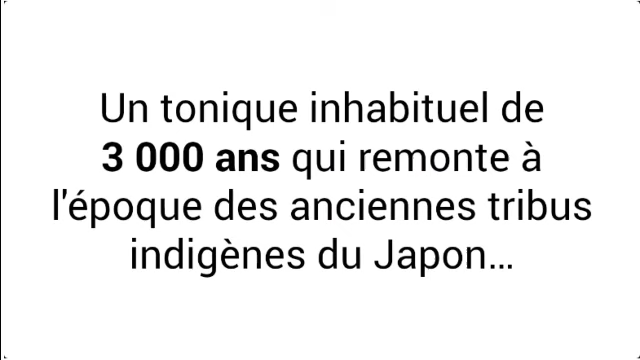 Un tonique inhabituel de
3 000 ans qui remonte à
l'époque des anciennes tribus
indigènes du Japon…